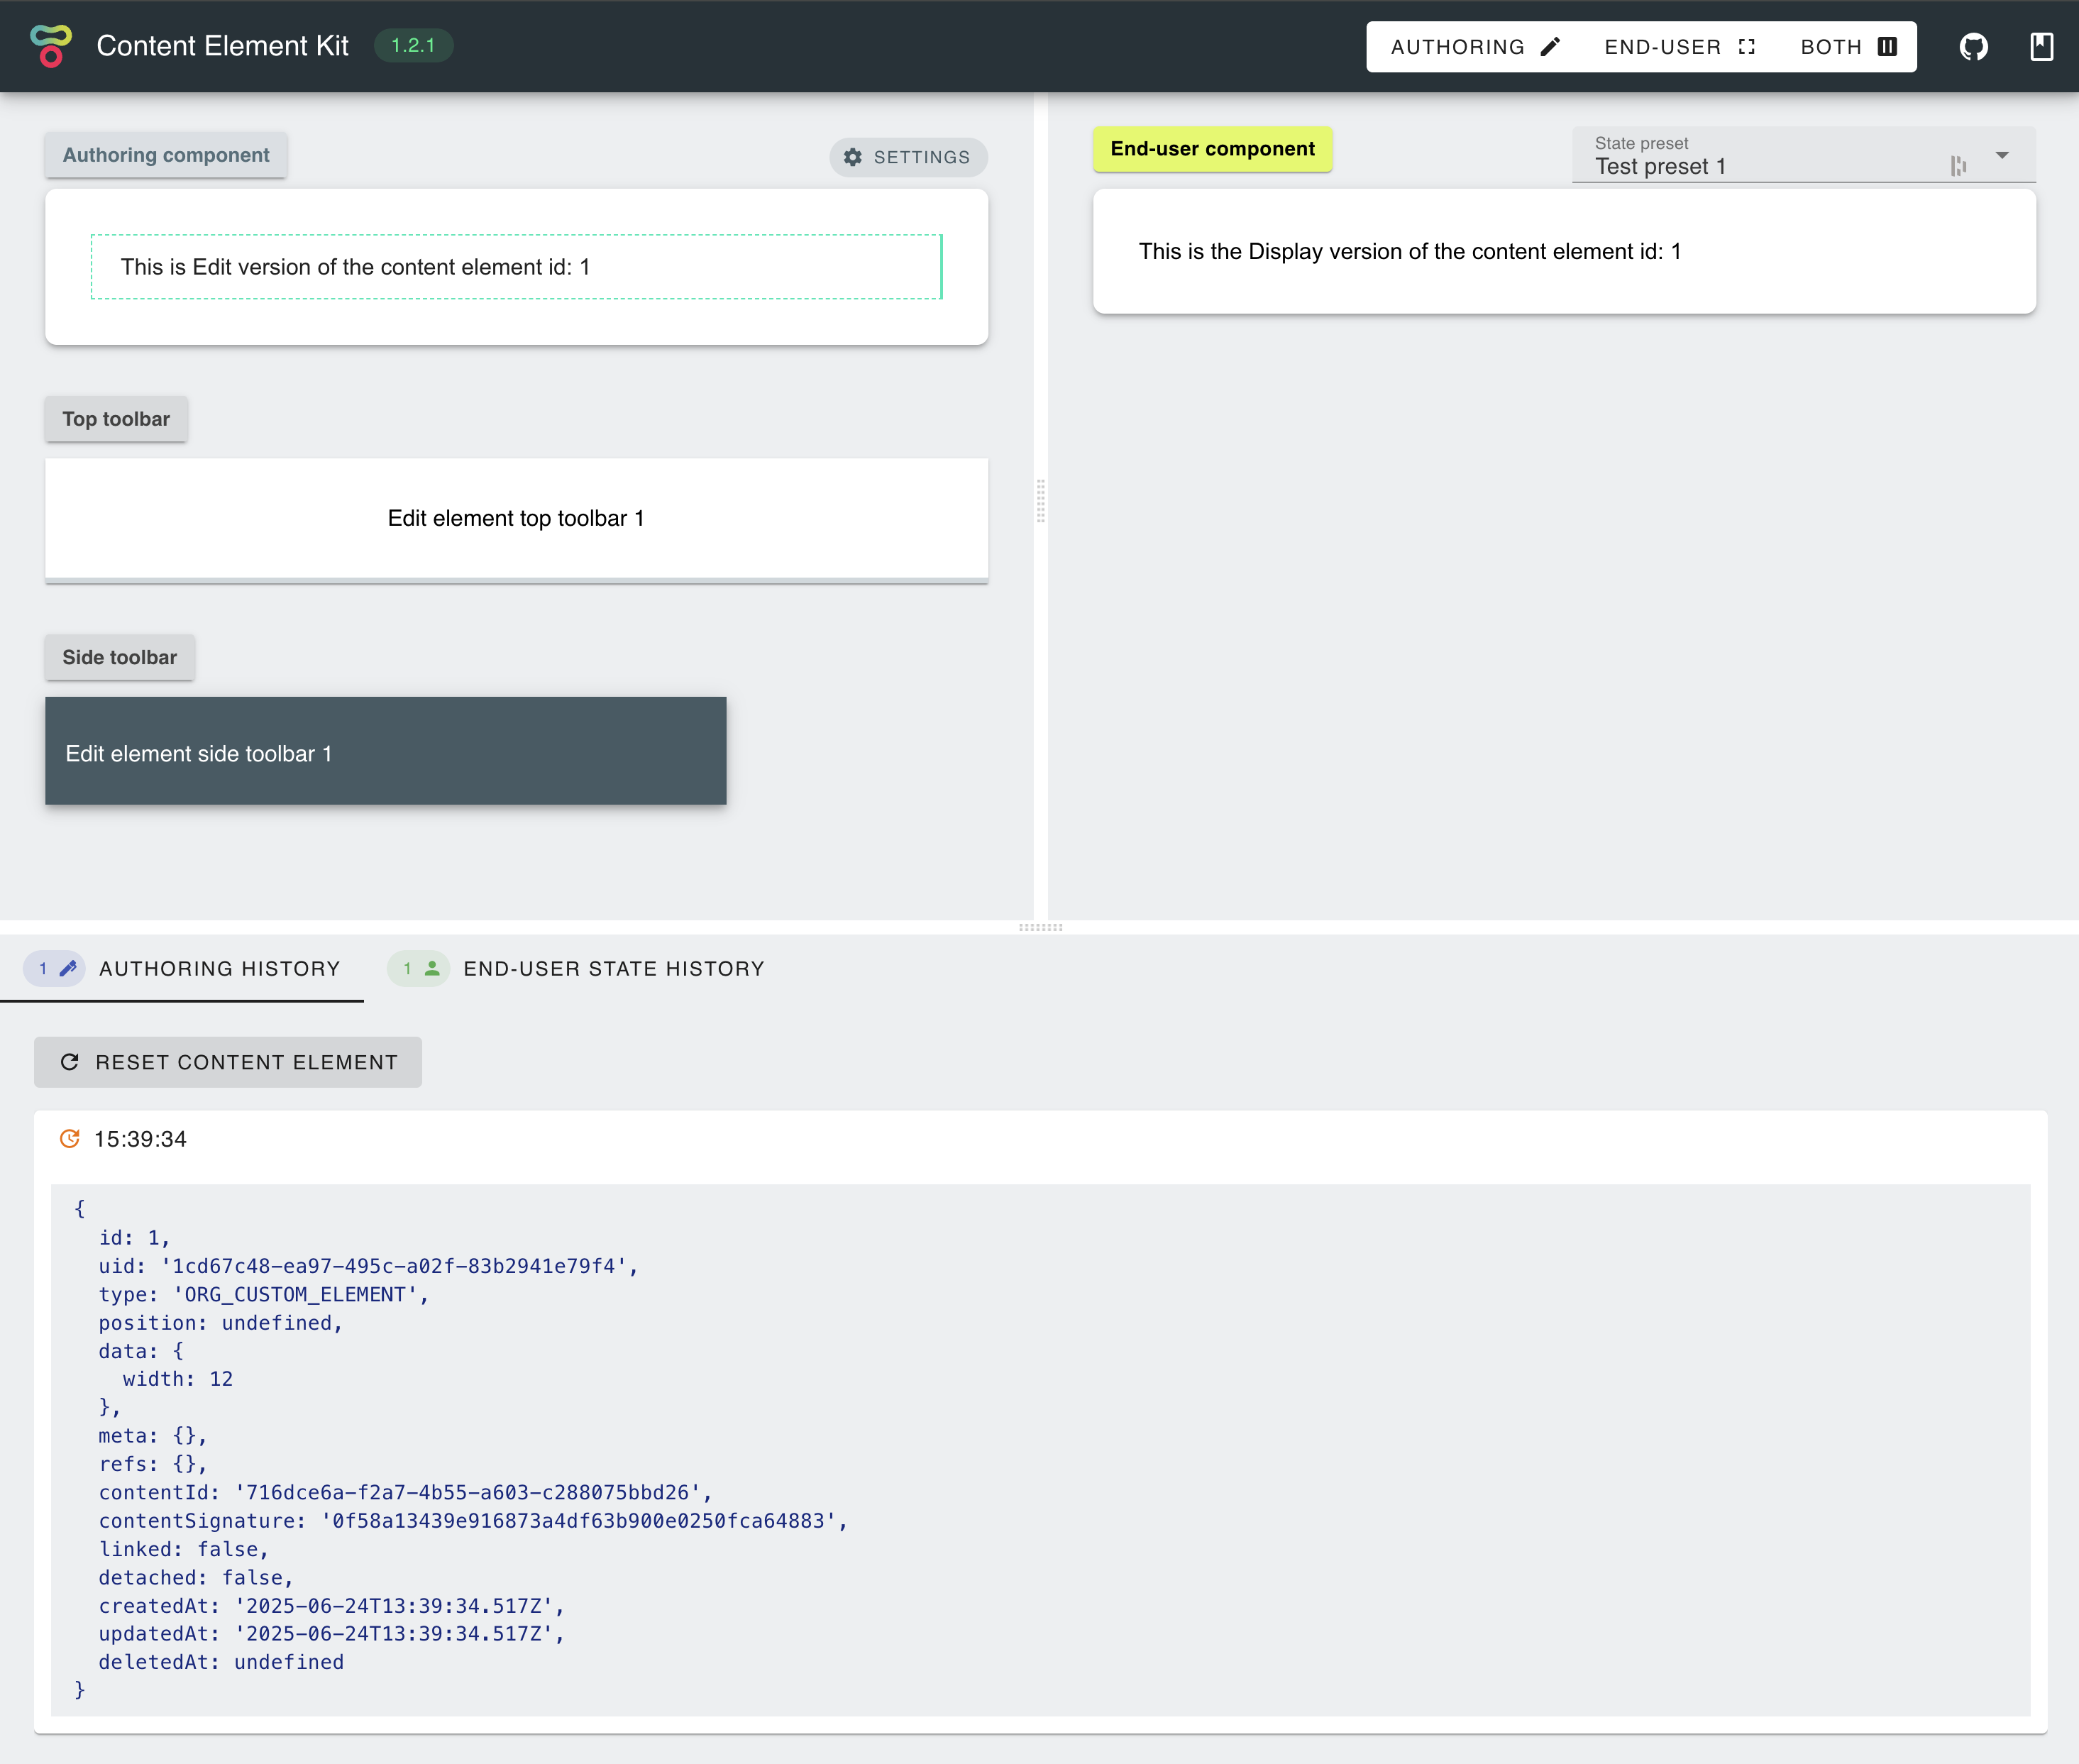 Content Element Kit 1.2.1 AUTHORING END-USER BOTH
Authoring component SETTINGS
This is Edit version of the content element id: 1
Top toolbar
Edit element top toolbar 1
Side toolbar
Edit element side toolbar 1
End-user component
State preset
Test preset 1
This is the Display version of the content element id: 1
1 AUTHORING HISTORY 1 END-USER STATE HISTORY
RESET CONTENT ELEMENT
15:39:34
{
  id: 1,
  uid: '1cd67c48-ea97-495c-a02f-83b2941e79f4',
  type: 'ORG_CUSTOM_ELEMENT',
  position: undefined,
  data: {
    width: 12
  },
  meta: {},
  refs: {},
  contentId: '716dce6a-f2a7-4b55-a603-c288075bbd26',
  contentSignature: '0f58a13439e916873a4df63b900e0250fca64883',
  linked: false,
  detached: false,
  createdAt: '2025-06-24T13:39:34.517Z',
  updatedAt: '2025-06-24T13:39:34.517Z',
  deletedAt: undefined
}